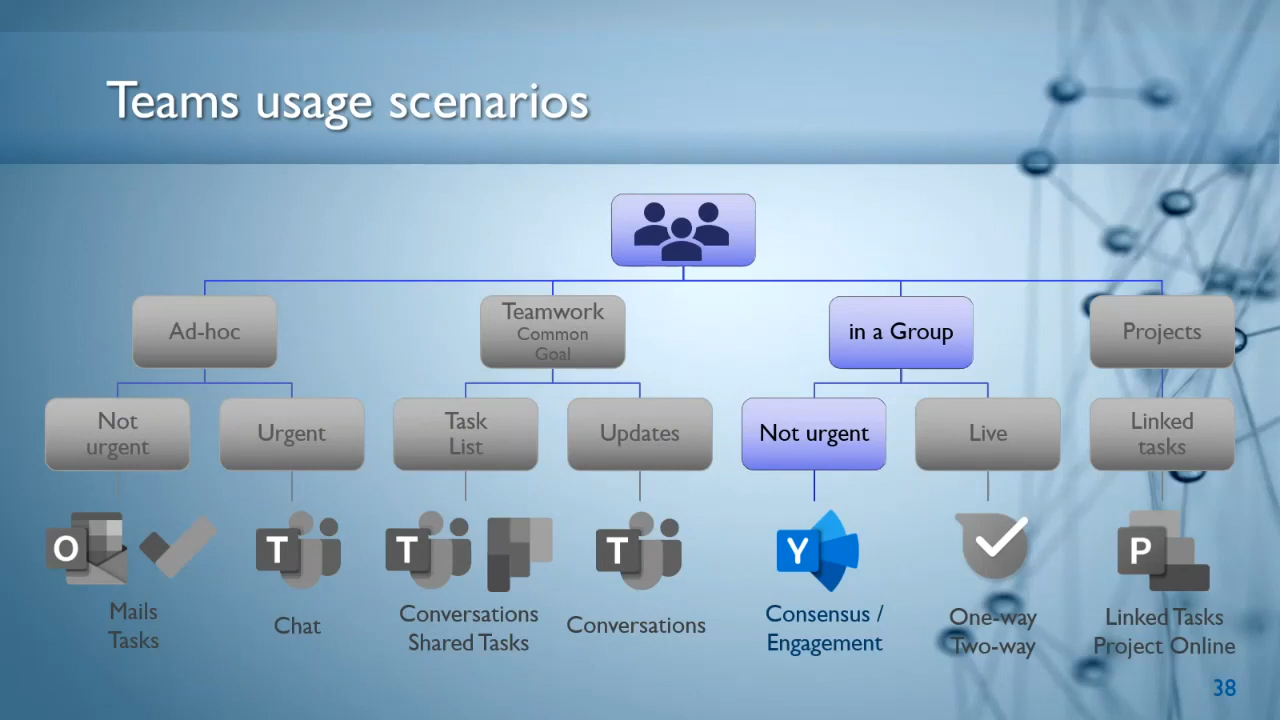 Teams usage scenarios
Ad-hoc
Teamwork
Common
Goal
in a Group
Projects
Not
urgent
Urgent
Task
List
Updates
Not urgent
Live
Linked
tasks
O
T
T
T
Y
P
Mails
Tasks
Chat
Conversations
Shared Tasks
Conversations
Consensus /
Engagement
One-way
Two-way
Linked Tasks
Project Online
38